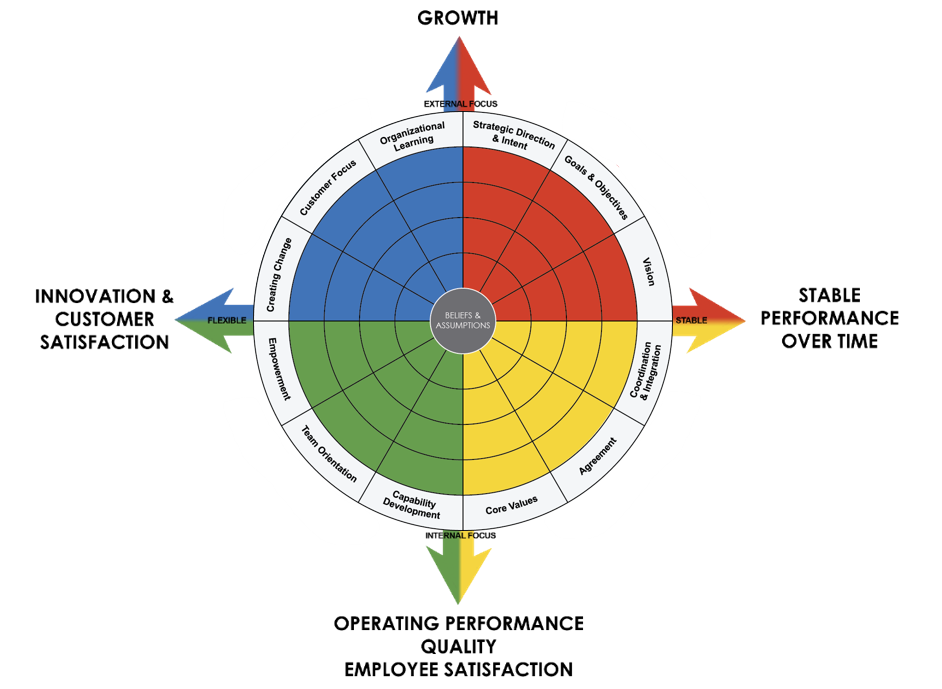 GROWTH
EXTERNAL FOCUS
Organizational
Learning
Strategic Direction
& Intent
Customer Focus
Goals & Objectives
Creating Change
Vision
INNOVATION &
CUSTOMER
SATISFACTION
FLEXIBLE
BELIEFS &
ASSUMPTIONS
STABLE
STABLE
PERFORMANCE
OVER TIME
Empowerment
Coordination
& Integration
Team Orientation
Agreement
Capability
Development
Core Values
INTERNAL FOCUS
OPERATING PERFORMANCE
QUALITY
EMPLOYEE SATISFACTION